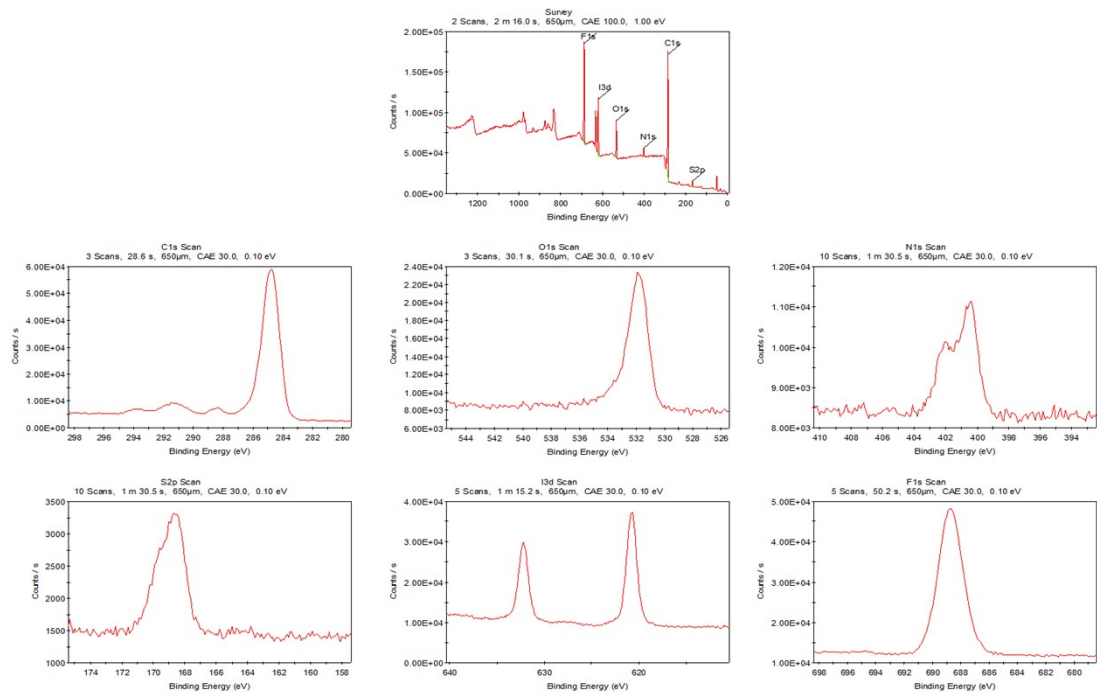 Survey
2 Scans, 2 m 16.0 s, 650µm, CAE 100.0, 1.00 eV
2.00E+05
1.50E+05
1.00E+05
5.00E+04
0.00E+00
Counts / s
F1s
I3d
O1s
N1s
C1s
S2p
1200 1000 800 600 400 200 0
Binding Energy (eV)
C1s Scan
3 Scans, 28.6 s, 650µm, CAE 30.0, 0.10 eV
6.00E+04
5.00E+04
4.00E+04
3.00E+04
2.00E+04
1.00E+04
0.00E+00
Counts / s
298 296 294 292 290 288 286 284 282 280
Binding Energy (eV)
O1s Scan
3 Scans, 30.1 s, 650µm, CAE 30.0, 0.10 eV
2.40E+04
2.20E+04
2.00E+04
1.80E+04
1.60E+04
1.40E+04
1.20E+04
1.00E+04
8.00E+03
6.00E+03
Counts / s
544 542 540 538 536 534 532 530 528 526
Binding Energy (eV)
N1s Scan
10 Scans, 1 m 30.5 s, 650µm, CAE 30.0, 0.10 eV
1.20E+04
1.10E+04
1.00E+04
9.00E+03
8.00E+03
Counts / s
410 408 406 404 402 400 398 396 394
Binding Energy (eV)
S2p Scan
10 Scans, 1 m 30.5 s, 650µm, CAE 30.0, 0.10 eV
3500
3000
2500
2000
1500
1000
Counts / s
174 172 170 168 166 164 162 160 158
Binding Energy (eV)
I3d Scan
5 Scans, 1 m 15.2 s, 650µm, CAE 30.0, 0.10 eV
4.00E+04
3.00E+04
2.00E+04
1.00E+04
0.00E+00
Counts / s
640 630 620
Binding Energy (eV)
F1s Scan
5 Scans, 50.2 s, 650µm, CAE 30.0, 0.10 eV
5.00E+04
4.00E+04
3.00E+04
2.00E+04
1.00E+04
Counts / s
698 696 694 692 690 688 686 684 682 680
Binding Energy (eV)